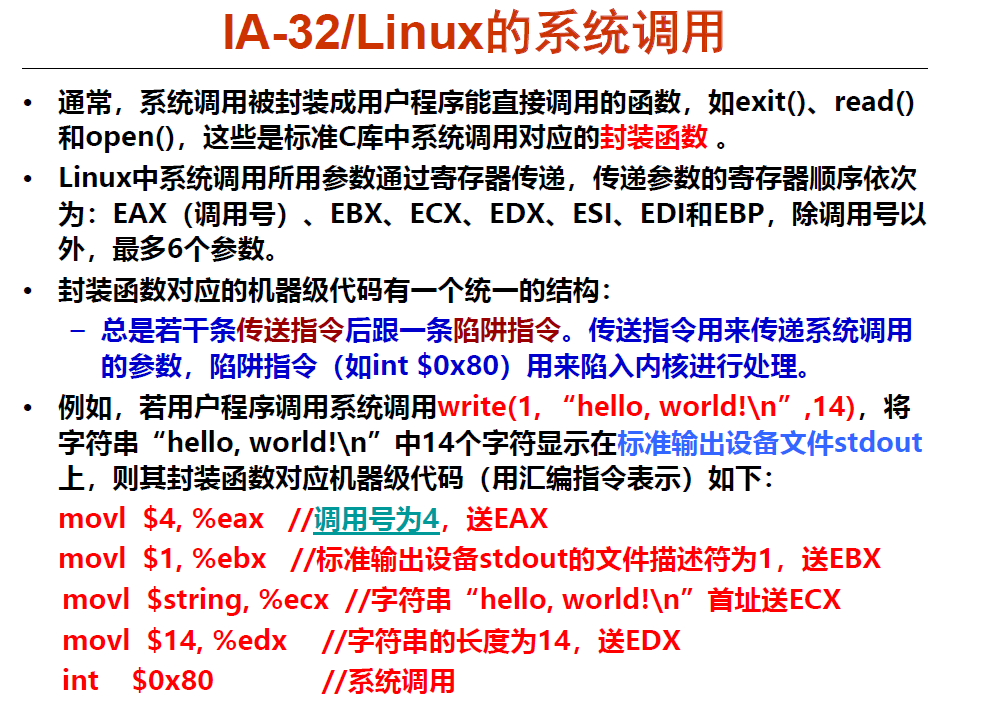 IA-32/Linux的系统调用
• 通常，系统调用被封装成用户程序能直接调用的函数，如exit()、read()
和open()，这些是标准C库中系统调用对应的封装函数 。
• Linux中系统调用所用参数通过寄存器传递，传递参数的寄存器顺序依次
为：EAX（调用号）、EBX、ECX、EDX、ESI、EDI和EBP，除调用号以
外，最多6个参数。
• 封装函数对应的机器级代码有一个统一的结构：
– 总是若干条传送指令后跟一条陷阱指令。传送指令用来传递系统调用
的参数，陷阱指令（如int $0x80）用来陷入内核进行处理。
• 例如，若用户程序调用系统调用write(1, “hello, world!\n”,14)，将
字符串“hello, world!\n”中14个字符显示在标准输出设备文件stdout
上，则其封装函数对应机器级代码（用汇编指令表示）如下：
movl $4, %eax //调用号为4，送EAX
movl $1, %ebx //标准输出设备stdout的文件描述符为1，送EBX
movl $string, %ecx //字符串“hello, world!\n”首址送ECX
movl $14, %edx //字符串的长度为14，送EDX
int $0x80 //系统调用